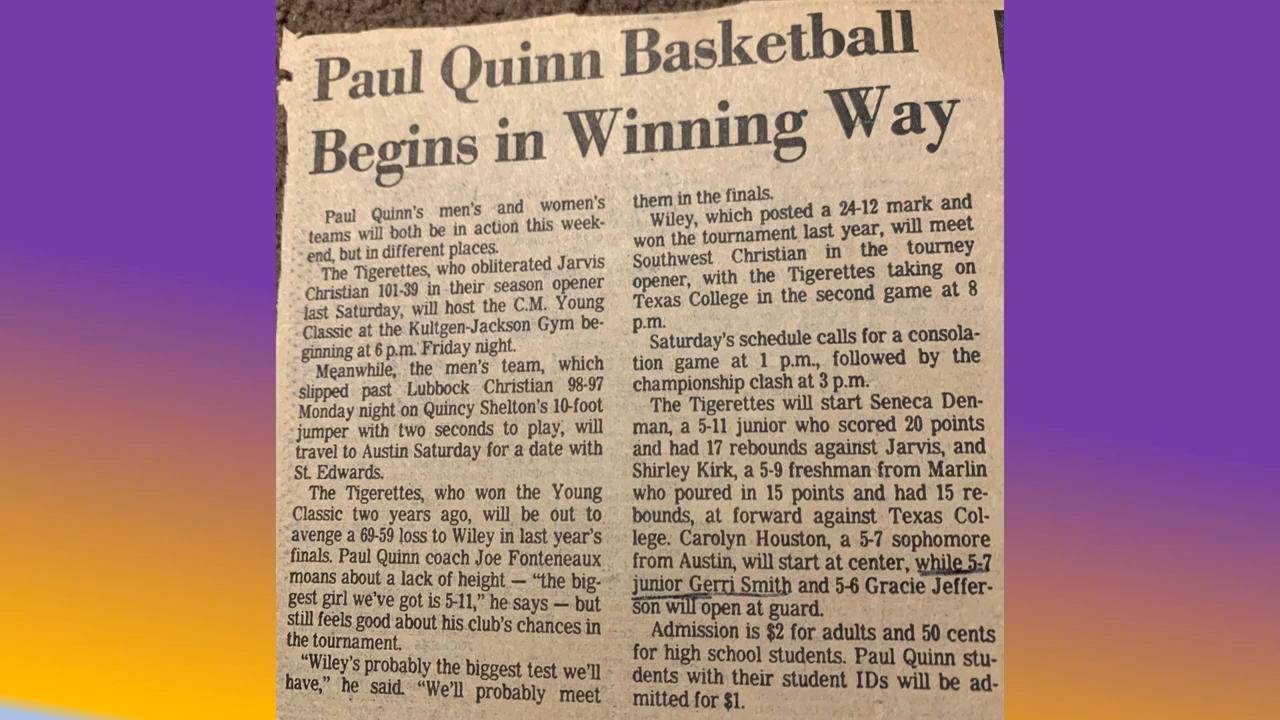 Paul Quinn Basketball
Begins in Winning Way
Paul Quinn's men's and women's
teams will both be in action this week-
end, but in different places.
The Tigerettes, who obliterated Jarvis
Christian 101-39 in their season opener
last Saturday, will host the C.M. Young
Classic at the Kultgen-Jackson Gym be-
ginning at 6 p.m. Friday night.
Meanwhile, the men's team, which
slipped past Lubbock Christian 98-97
Monday night on Quincy Shelton's 10-foot
jumper with two seconds to play, will
travel to Austin Saturday for a date with
St. Edwards.
The Tigerettes, who won the Young
Classic two years ago, will be out to
avenge a 69-59 loss to Wiley in last year's
finals. Paul Quinn coach Joe Fonteneaux
moans about a lack of height — "the big-
gest girl we've got is 5-11," he says — but
still feels good about his club's chances in
the tournament.
"Wiley's probably the biggest test we'll
have," he said. "We'll probably meet
them in the finals.
Wiley, which posted a 24-12 mark and
won the tournament last year, will meet
Southwest Christian in the tourney
opener, with the Tigerettes taking on
Texas College in the second game at 8
p.m.
Saturday's schedule calls for a consola-
tion game at 1 p.m., followed by the
championship clash at 3 p.m.
The Tigerettes will start Seneca Den-
man, a 5-11 junior who scored 20 points
and had 17 rebounds against Jarvis, and
Shirley Kirk, a 5-9 freshman from Marlin
who poured in 15 points and had 15 re-
bounds, at forward against Texas Col-
lege. Carolyn Houston, a 5-7 sophomore
from Austin, will start at center, while 5-7
junior Gerri Smith and 5-6 Gracie Jeffer-
son will open at guard.
Admission is $2 for adults and 50 cents
for high school students. Paul Quinn stu-
dents with their student IDs will be ad-
mitted for $1.